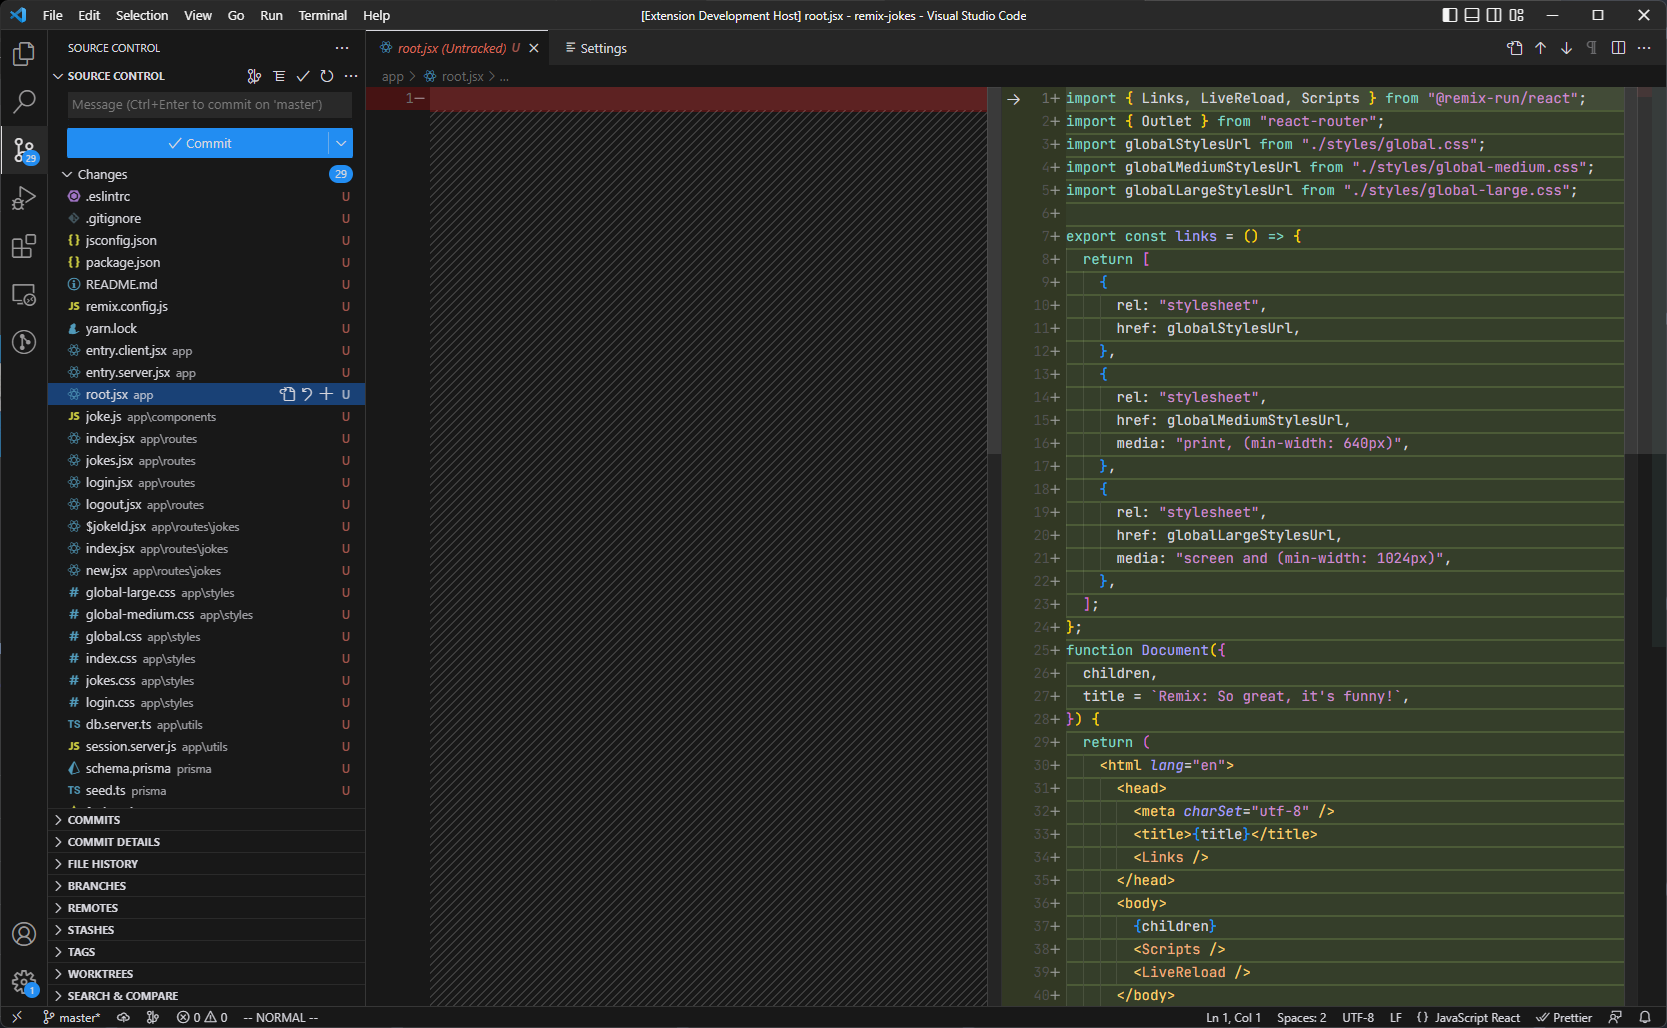 File Edit Selection View Go Run Terminal Help [Extension Development Host] root.jsx - remix-jokes - Visual Studio Code
SOURCE CONTROL
root.jsx (Untracked) U
Settings
SOURCE CONTROL
app > root.jsx > ...
Message (Ctrl+Enter to commit on 'master')
Commit
29
Changes 29
.eslintrc U
.gitignore U
jsconfig.json U
package.json U
README.md U
JS remix.config.js U
yarn.lock U
entry.client.jsx app U
entry.server.jsx app U
root.jsx app U
JS joke.js app\components U
index.jsx app\routes U
jokes.jsx app\routes U
login.jsx app\routes U
logout.jsx app\routes U
$jokeId.jsx app\routes\jokes U
index.jsx app\routes\jokes U
new.jsx app\routes\jokes U
# global-large.css app\styles U
# global-medium.css app\styles U
# global.css app\styles U
# index.css app\styles U
# jokes.css app\styles U
# login.css app\styles U
TS db.server.ts app\utils U
JS session.server.js app\utils U
schema.prisma prisma U
TS seed.ts prisma U
COMMITS
COMMIT DETAILS
FILE HISTORY
BRANCHES
REMOTES
STASHES
TAGS
WORKTREES
SEARCH & COMPARE
1
1−
1+ import { Links, LiveReload, Scripts } from "@remix-run/react";
2+ import { Outlet } from "react-router";
3+ import globalStylesUrl from "./styles/global.css";
4+ import globalMediumStylesUrl from "./styles/global-medium.css";
5+ import globalLargeStylesUrl from "./styles/global-large.css";
6+
7+ export const links = () => {
8+ return [
9+ {
10+ rel: "stylesheet",
11+ href: globalStylesUrl,
12+ },
13+ {
14+ rel: "stylesheet",
15+ href: globalMediumStylesUrl,
16+ media: "print, (min-width: 640px)",
17+ },
18+ {
19+ rel: "stylesheet",
20+ href: globalLargeStylesUrl,
21+ media: "screen and (min-width: 1024px)",
22+ },
23+ ];
24+ };
25+ function Document({
26+ children,
27+ title = `Remix: So great, it's funny!`,
28+ }) {
29+ return (
30+ <html lang="en">
31+ <head>
32+ <meta charSet="utf-8" />
33+ <title>{title}</title>
34+ <Links />
35+ </head>
36+ <body>
37+ {children}
38+ <Scripts />
39+ <LiveReload />
40+ </body>
master* 0 0 -- NORMAL -- Ln 1, Col 1 Spaces: 2 UTF-8 LF {} JavaScript React Prettier